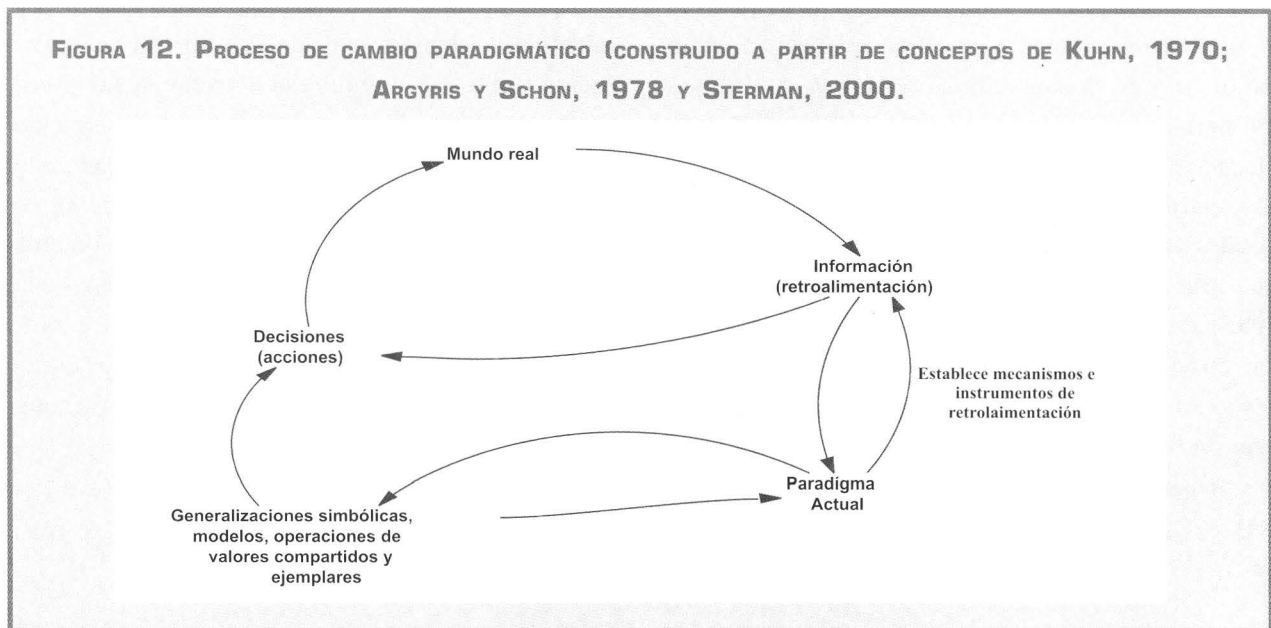 FIGURA 12. PROCESO DE CAMBIO PARADIGMÁTICO (CONSTRUIDO A PARTIR DE CONCEPTOS DE KUHN, 1970;
ARGYRIS Y SCHON, 1978 Y STERMAN, 2000.
Mundo real
Información
(retroalimentación)
Decisiones
(acciones)
Establece mecanismos e
instrumentos de
retrolaimentación
Paradigma
Actual
Generalizaciones simbólicas,
modelos, operaciones de
valores compartidos y
ejemplares